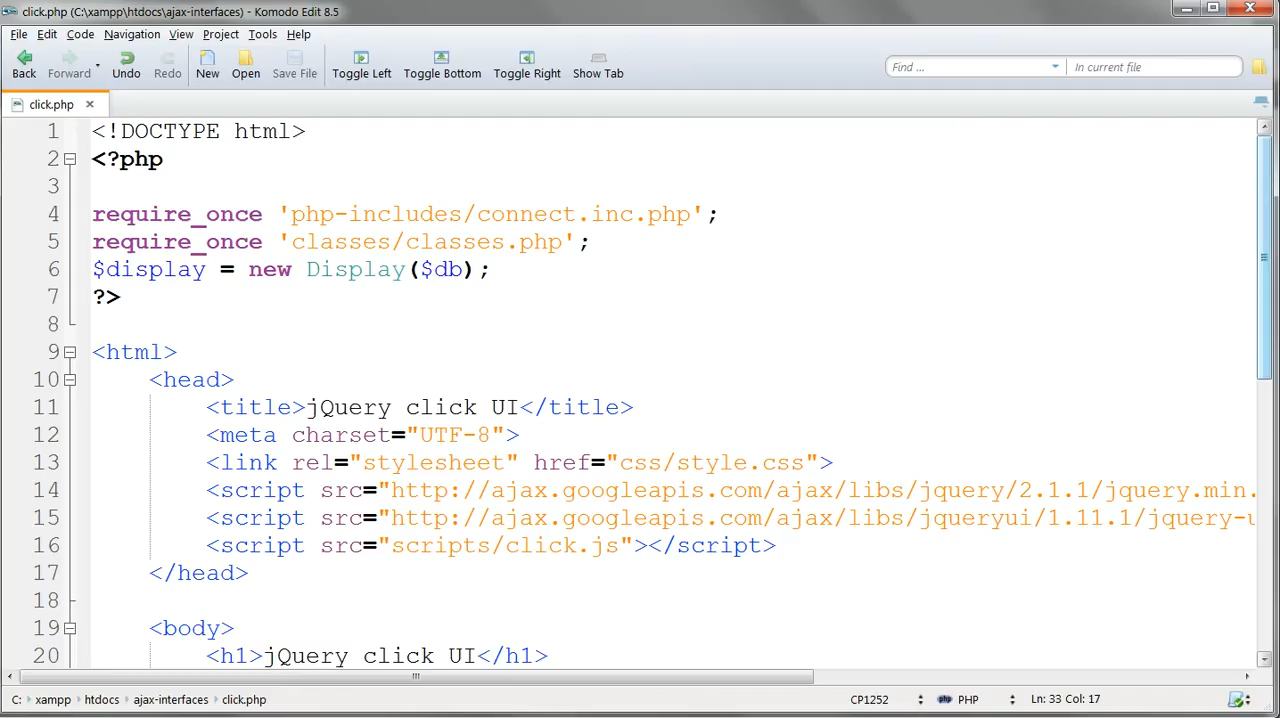 click.php (C:\xampp\htdocs\ajax-interfaces) - Komodo Edit 8.5
File Edit Code Navigation View Project Tools Help
Back Forward Undo Redo New Open Save File Toggle Left Toggle Bottom Toggle Right Show Tab Find ... In current file
click.php
1 <!DOCTYPE html>
2 <?php
3
4 require_once 'php-includes/connect.inc.php';
5 require_once 'classes/classes.php';
6 $display = new Display($db);
7 ?>
8
9 <html>
10 <head>
11 <title>jQuery click UI</title>
12 <meta charset="UTF-8">
13 <link rel="stylesheet" href="css/style.css">
14 <script src="http://ajax.googleapis.com/ajax/libs/jquery/2.1.1/jquery.min.
15 <script src="http://ajax.googleapis.com/ajax/libs/jqueryui/1.11.1/jquery-u
16 <script src="scripts/click.js"></script>
17 </head>
18
19 <body>
20 <h1>jQuery click UI</h1>
C: xampp htdocs ajax-interfaces click.php CP1252 php PHP Ln: 33 Col: 17